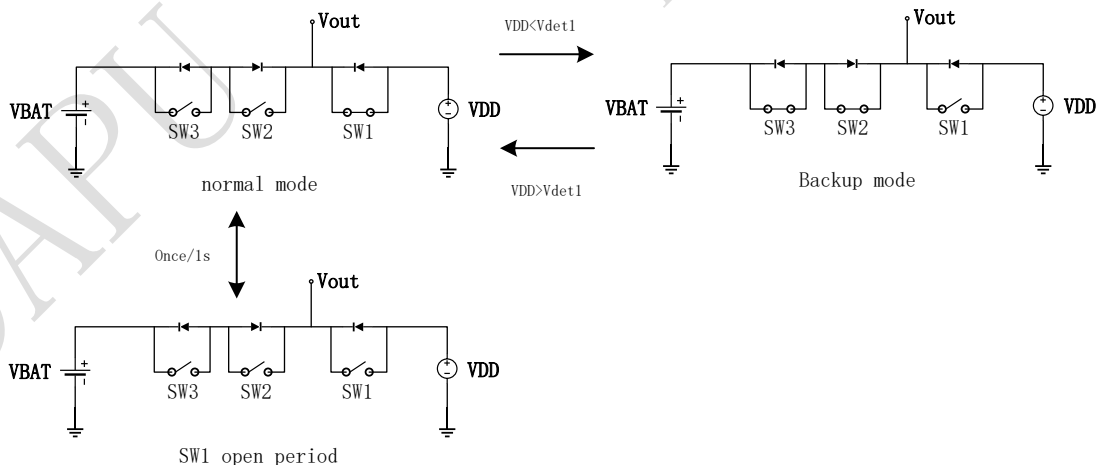 Vout
VDD<Vdet1
Vout
VBAT
+
-
SW3
SW2
SW1
+
-
VDD
VBAT
+
-
SW3
SW2
SW1
+
-
VDD
normal mode
VDD>Vdet1
Backup mode
Once/1s
Vout
VBAT
+
-
SW3
SW2
SW1
+
-
VDD
SW1 open period
DAPU